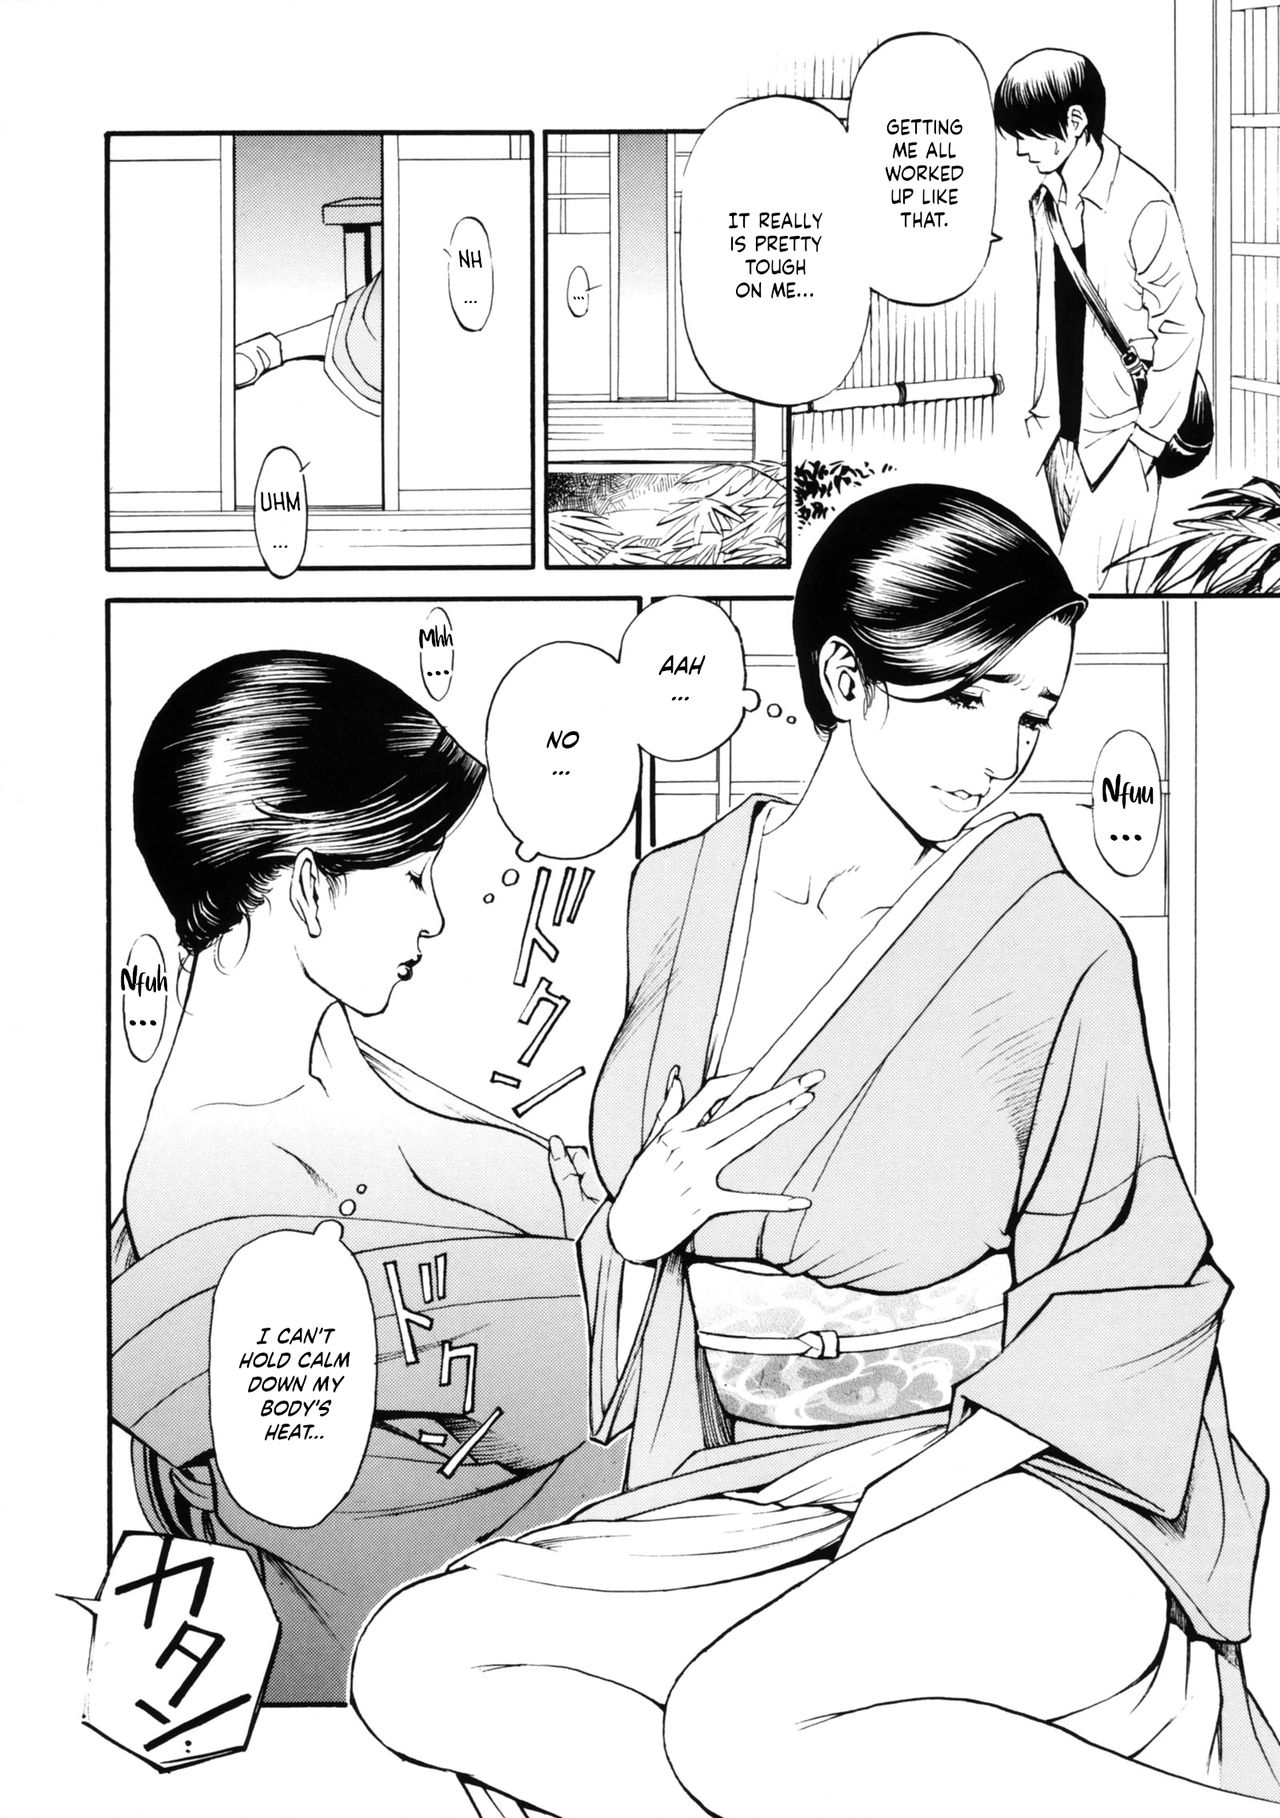 GETTING
ME ALL
WORKED
UP LIKE
THAT.
IT REALLY
IS PRETTY
TOUGH
ON ME...
...
NH
...
UHM
...
AAH
...
NO
...
Nfuu
...
Mhh
...
Nfuh
...
ドクン
I CAN'T
HOLD CALM
DOWN MY
BODY'S
HEAT...
ドクン
カタン…